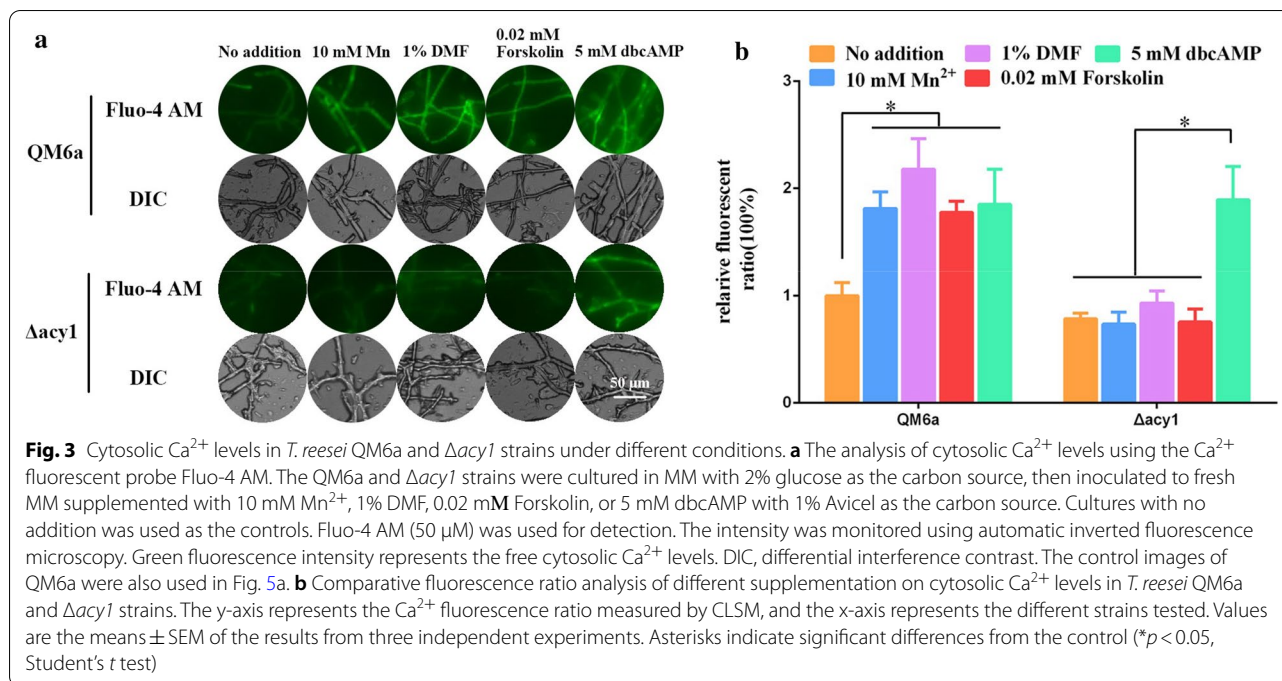 a
No addition 10 mM Mn 1% DMF 0.02 mM Forskolin 5 mM dbcAMP
QM6a
Fluo-4 AM
DIC
Δacy1
Fluo-4 AM
DIC
50 μm
b
No addition 1% DMF 5 mM dbcAMP
10 mM Mn²⁺ 0.02 mM Forskolin
relarive fluorescent
ratio(100%)
3
2
1
0
*
*
QM6a Δacy1
Fig. 3 Cytosolic Ca²⁺ levels in T. reesei QM6a and Δacy1 strains under different conditions. a The analysis of cytosolic Ca²⁺ levels using the Ca²⁺
fluorescent probe Fluo-4 AM. The QM6a and Δacy1 strains were cultured in MM with 2% glucose as the carbon source, then inoculated to fresh
MM supplemented with 10 mM Mn²⁺, 1% DMF, 0.02 mM Forskolin, or 5 mM dbcAMP with 1% Avicel as the carbon source. Cultures with no
addition was used as the controls. Fluo-4 AM (50 μM) was used for detection. The intensity was monitored using automatic inverted fluorescence
microscopy. Green fluorescence intensity represents the free cytosolic Ca²⁺ levels. DIC, differential interference contrast. The control images of
QM6a were also used in Fig. 5a. b Comparative fluorescence ratio analysis of different supplementation on cytosolic Ca²⁺ levels in T. reesei QM6a
and Δacy1 strains. The y-axis represents the Ca²⁺ fluorescence ratio measured by CLSM, and the x-axis represents the different strains tested. Values
are the means ± SEM of the results from three independent experiments. Asterisks indicate significant differences from the control (*p < 0.05,
Student's t test)